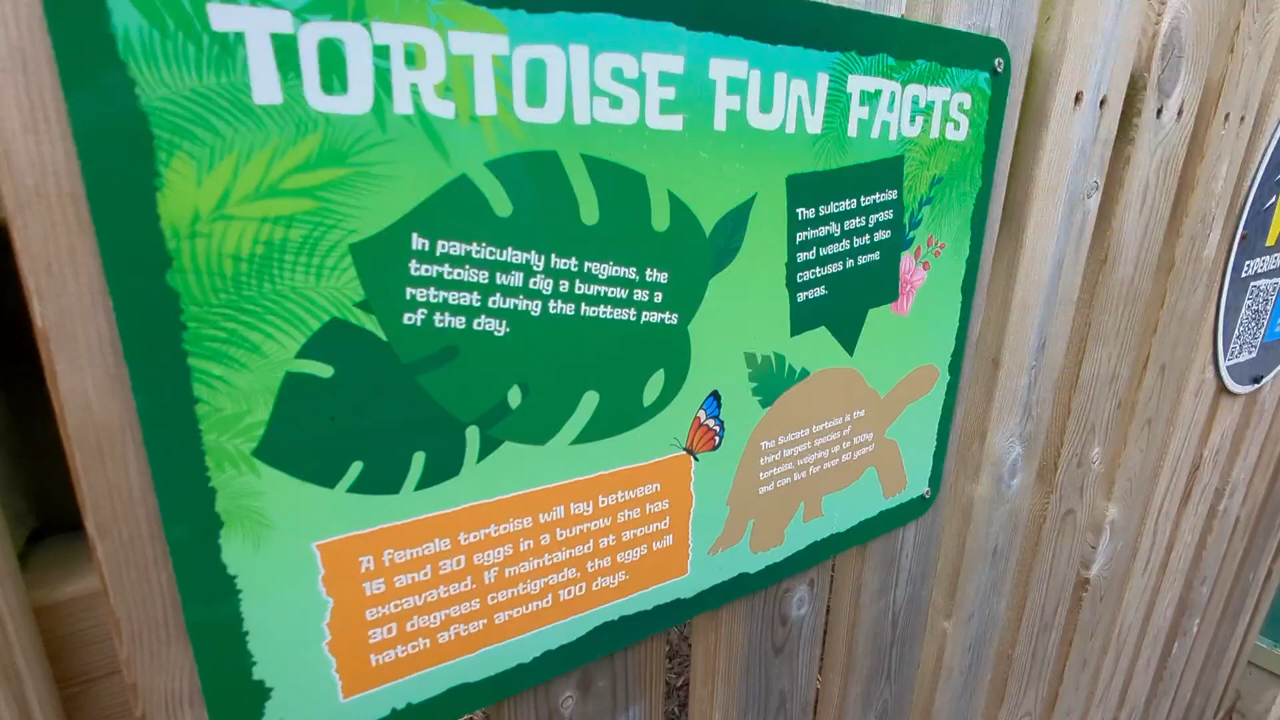 TORTOISE FUN FACTS
In particularly hot regions, the
tortoise will dig a burrow as a
retreat during the hottest parts
of the day.
The sulcata tortoise
primarily eats grass
and weeds but also
cactuses in some
areas.
The Sulcata tortoise is the
third largest species of
tortoise, weighing up to 100kg
and can live for over 60 years!
A female tortoise will lay between
15 and 30 eggs in a burrow she has
excavated. If maintained at around
30 degrees centigrade, the eggs will
hatch after around 100 days.